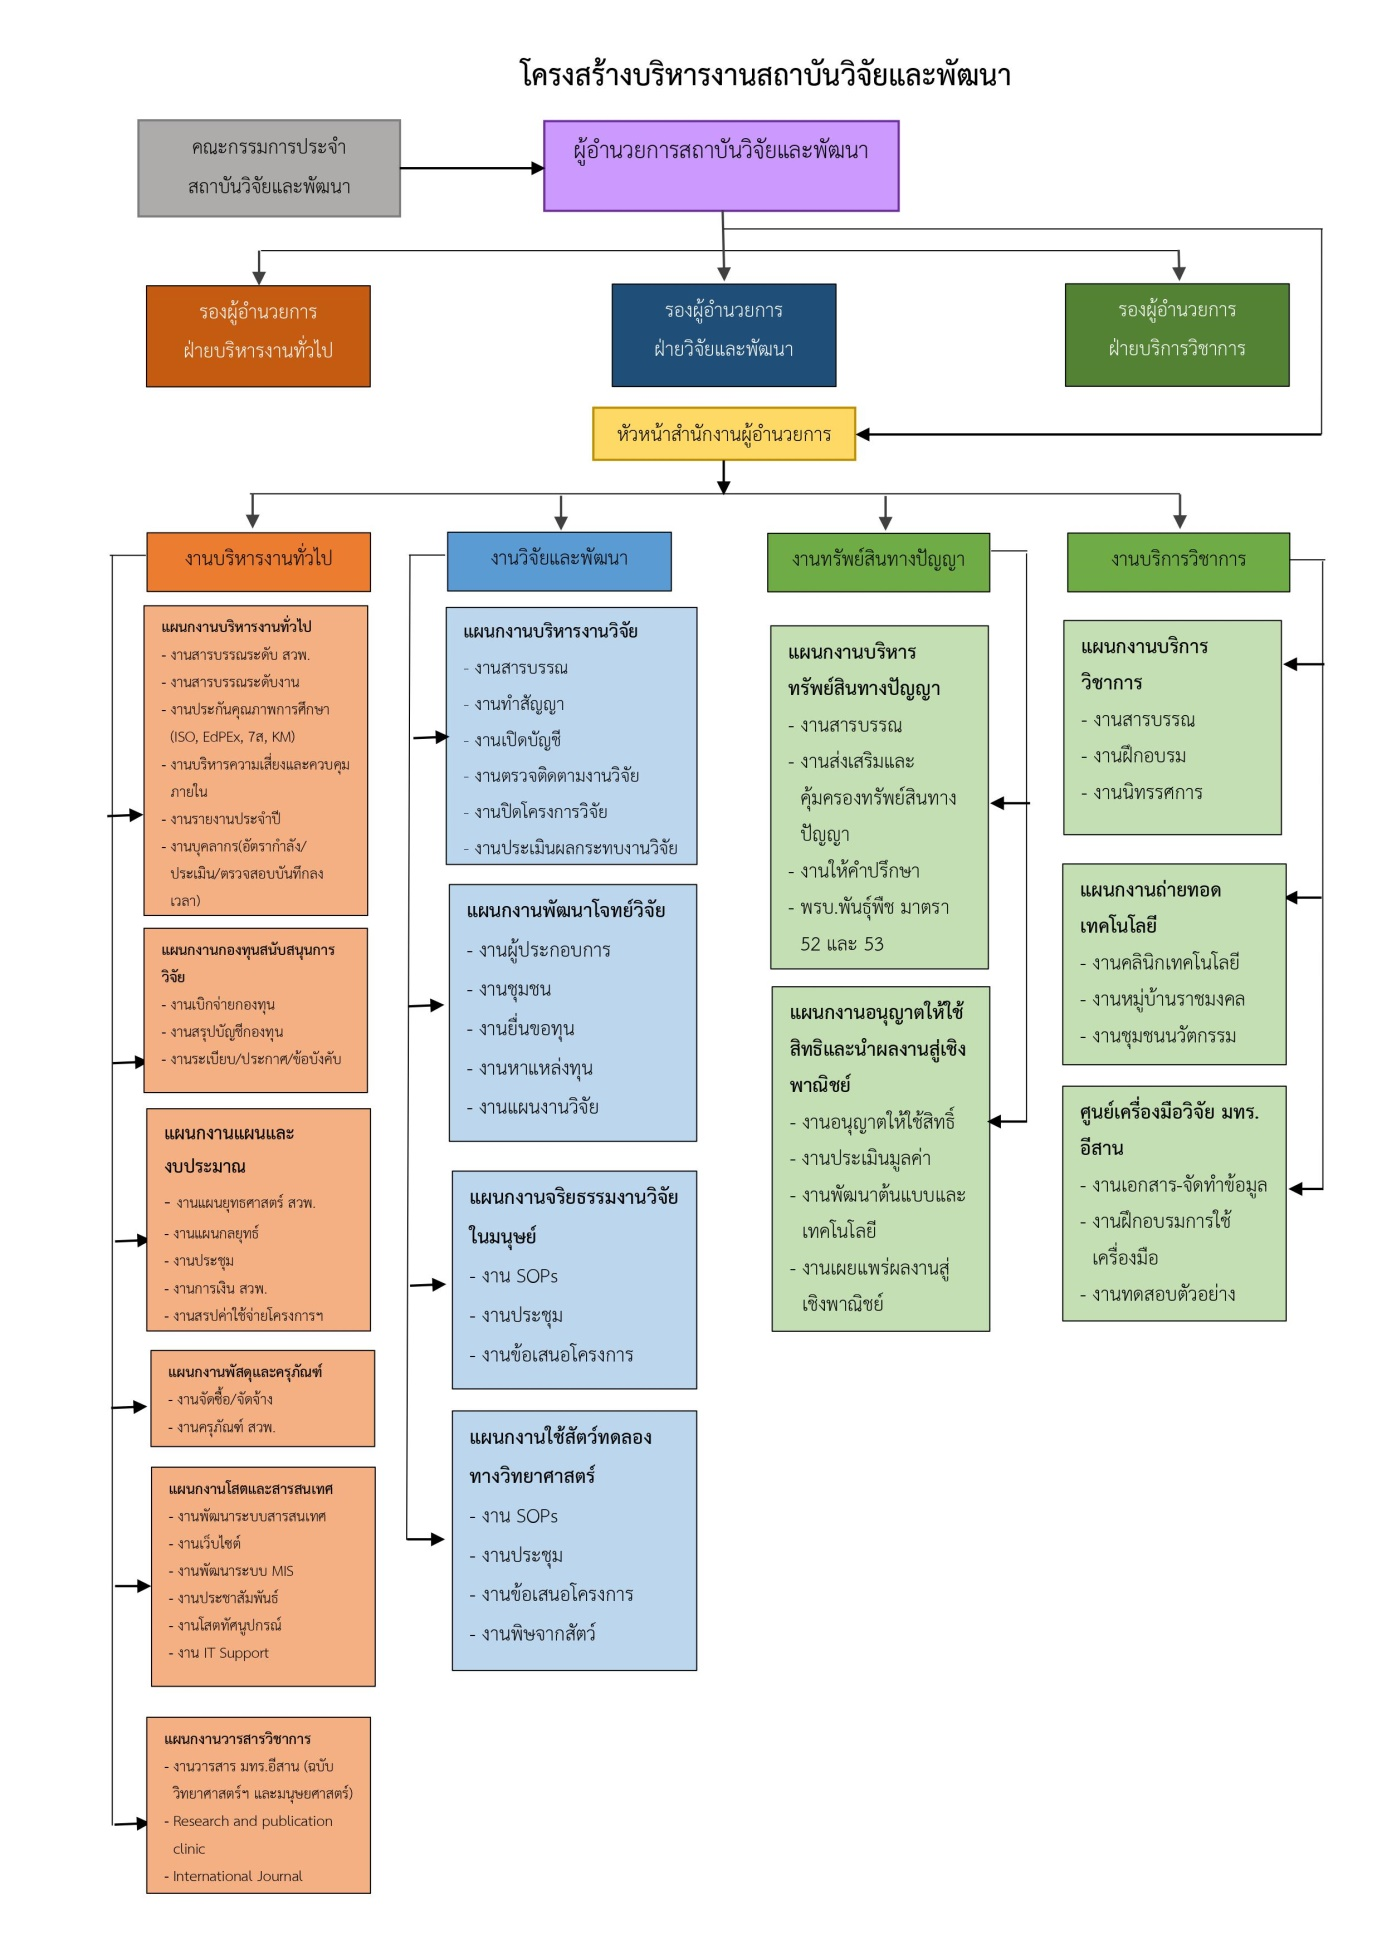 โครงสร้างบริหารงานสถาบันวิจัยและพัฒนา
คณะกรรมการประจำ
สถาบันวิจัยและพัฒนา
ผู้อำนวยการสถาบันวิจัยและพัฒนา
รองผู้อำนวยการ
ฝ่ายบริหารงานทั่วไป
รองผู้อำนวยการ
ฝ่ายวิจัยและพัฒนา
รองผู้อำนวยการ
ฝ่ายบริการวิชาการ
หัวหน้าสำนักงานผู้อำนวยการ
งานบริหารงานทั่วไป
แผนกงานบริหารงานทั่วไป
- งานสารบรรณระดับ สวพ.
- งานสารบรรณระดับงาน
- งานประกันคุณภาพการศึกษา
(ISO, EdPEx, 7ส, KM)
- งานบริหารความเสี่ยงและควบคุม
ภายใน
- งานรายงานประจำปี
- งานบุคลากร(อัตรากำลัง/
ประเมิน/ตรวจสอบบันทึกลง
เวลา)
แผนกงานกองทุนสนับสนุนการ
วิจัย
- งานเบิกจ่ายกองทุน
- งานสรุปบัญชีกองทุน
- งานระเบียบ/ประกาศ/ข้อบังคับ
แผนกงานแผนและ
งบประมาณ
- งานแผนยุทธศาสตร์ สวพ.
- งานแผนกลยุทธ์
- งานประชุม
- งานการเงิน สวพ.
- งานสรุปค่าใช้จ่ายโครงการฯ
แผนกงานพัสดุและครุภัณฑ์
- งานจัดซื้อ/จัดจ้าง
- งานครุภัณฑ์ สวพ.
แผนกงานโสตและสารสนเทศ
- งานพัฒนาระบบสารสนเทศ
- งานเว็บไซต์
- งานพัฒนาระบบ MIS
- งานประชาสัมพันธ์
- งานโสตทัศนูปกรณ์
- งาน IT Support
แผนกงานวารสารวิชาการ
- งานวารสาร มทร.อีสาน (ฉบับ
วิทยาศาสตร์ฯ และมนุษยศาสตร์)
- Research and publication
clinic
- International Journal
งานวิจัยและพัฒนา
แผนกงานบริหารงานวิจัย
- งานสารบรรณ
- งานทำสัญญา
- งานเปิดบัญชี
- งานตรวจติดตามงานวิจัย
- งานปิดโครงการวิจัย
- งานประเมินผลกระทบงานวิจัย
แผนกงานพัฒนาโจทย์วิจัย
- งานผู้ประกอบการ
- งานชุมชน
- งานยื่นขอทุน
- งานหาแหล่งทุน
- งานแผนงานวิจัย
แผนกงานจริยธรรมงานวิจัย
ในมนุษย์
- งาน SOPs
- งานประชุม
- งานข้อเสนอโครงการ
แผนกงานใช้สัตว์ทดลอง
ทางวิทยาศาสตร์
- งาน SOPs
- งานประชุม
- งานข้อเสนอโครงการ
- งานพิษจากสัตว์
งานทรัพย์สินทางปัญญา
แผนกงานบริหาร
ทรัพย์สินทางปัญญา
- งานสารบรรณ
- งานส่งเสริมและ
คุ้มครองทรัพย์สินทาง
ปัญญา
- งานให้คำปรึกษา
- พรบ.พันธุ์พืช มาตรา
52 และ 53
แผนกงานอนุญาตให้ใช้
สิทธิและนำผลงานสู่เชิง
พาณิชย์
- งานอนุญาตให้ใช้สิทธิ์
- งานประเมินมูลค่า
- งานพัฒนาต้นแบบและ
เทคโนโลยี
- งานเผยแพร่ผลงานสู่
เชิงพาณิชย์
งานบริการวิชาการ
แผนกงานบริการ
วิชาการ
- งานสารบรรณ
- งานฝึกอบรม
- งานนิทรรศการ
แผนกงานถ่ายทอด
เทคโนโลยี
- งานคลินิกเทคโนโลยี
- งานหมู่บ้านราชมงคล
- งานชุมชนนวัตกรรม
ศูนย์เครื่องมือวิจัย มทร.
อีสาน
- งานเอกสาร-จัดทำข้อมูล
- งานฝึกอบรมการใช้
เครื่องมือ
- งานทดสอบตัวอย่าง